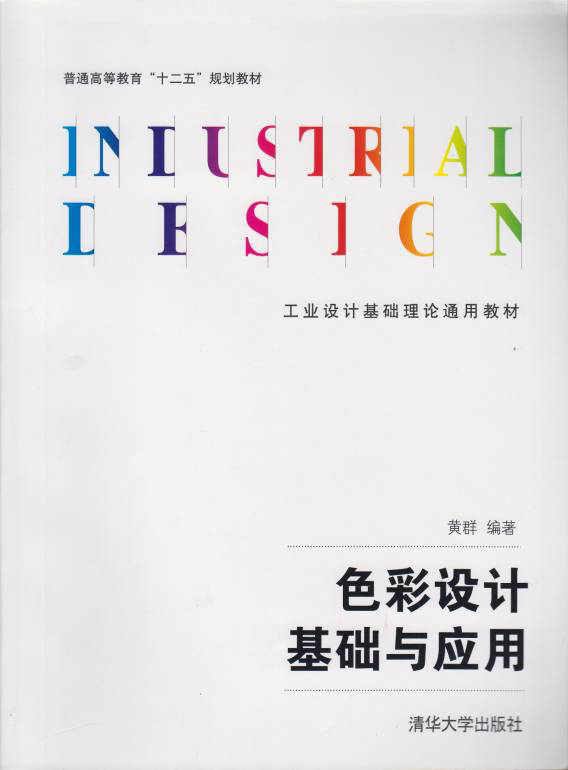 普通高等教育“十二五”规划教材
INDUSTRIAL
DESIGN
工业设计基础理论通用教材
黄群 编著
色彩设计
基础与应用
清华大学出版社